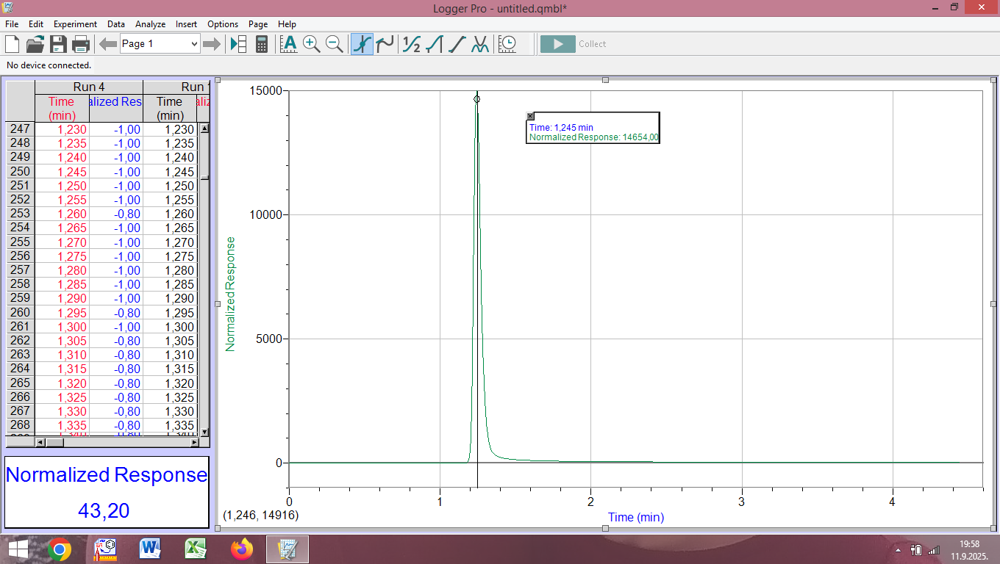 Logger Pro - untitled.qmbl*
File Edit Experiment Data Analyze Insert Options Page Help
Page 1
Collect
No device connected.
Run 4 Run
Time alized Res Time aliz
(min) (min)
247 1,230 -1,00 1,230
248 1,235 -1,00 1,235
249 1,240 -1,00 1,240
250 1,245 -1,00 1,245
251 1,250 -1,00 1,250
252 1,255 -1,00 1,255
253 1,260 -0,80 1,260
254 1,265 -1,00 1,265
255 1,270 -1,00 1,270
256 1,275 -1,00 1,275
257 1,280 -1,00 1,280
258 1,285 -1,00 1,285
259 1,290 -1,00 1,290
260 1,295 -0,80 1,295
261 1,300 -1,00 1,300
262 1,305 -0,80 1,305
263 1,310 -0,80 1,310
264 1,315 -0,80 1,315
265 1,320 -0,80 1,320
266 1,325 -0,80 1,325
267 1,330 -0,80 1,330
268 1,335 -0,80 1,335
Normalized Response
43,20
15000
10000
5000
0
Normalized Response
Time: 1,245 min
Normalized Response: 14654,00
0 1 2 3 4
(1,246, 14916)
Time (min)
19:58
11.9.2025.